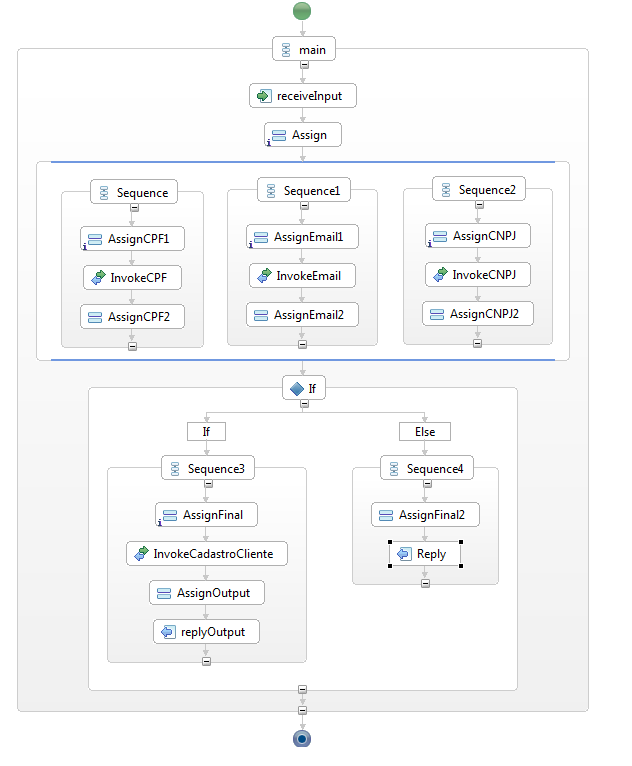 main
receiveInput
Assign
Sequence
Sequence1
Sequence2
AssignCPF1
AssignEmail1
AssignCNPJ
InvokeCPF
InvokeEmail
InvokeCNPJ
AssignCPF2
AssignEmail2
AssignCNPJ2
If
If
Else
Sequence3
Sequence4
AssignFinal
AssignFinal2
InvokeCadastroCliente
Reply
AssignOutput
replyOutput